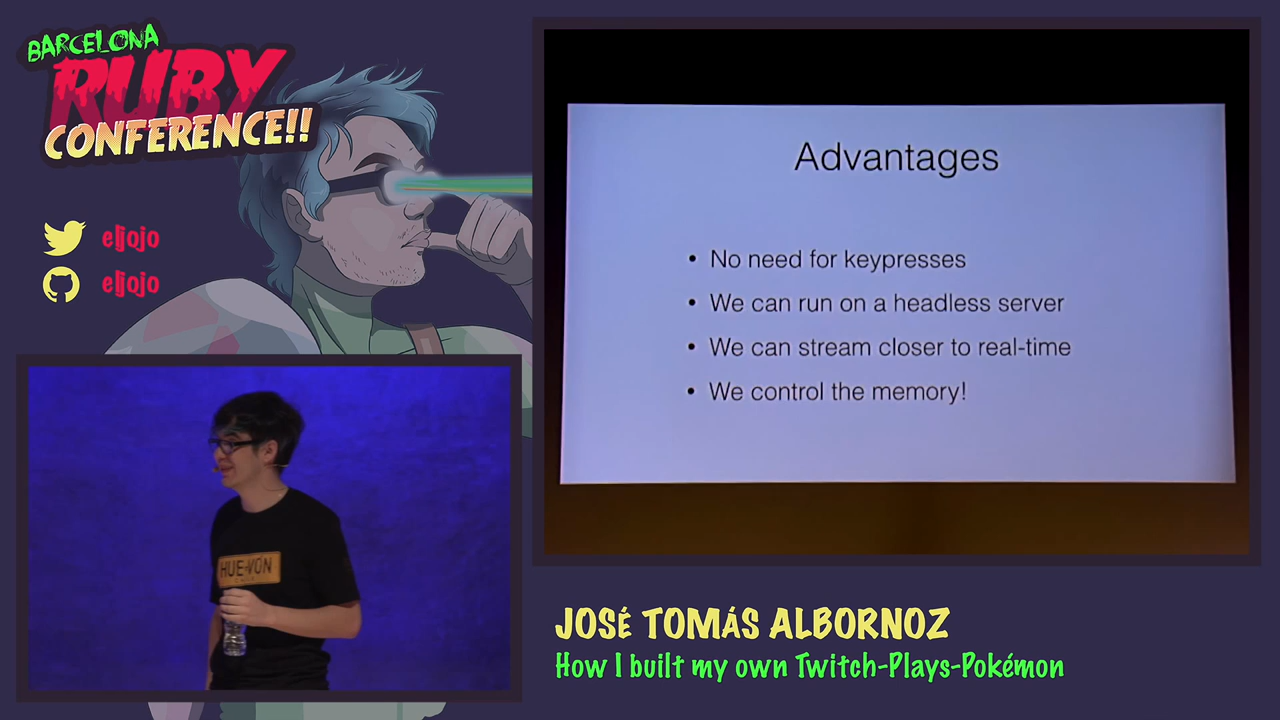 BARCELONA
RUBY
CONFERENCE!!
eljojo
eljojo
HUE-VÓN
Advantages
• No need for keypresses
• We can run on a headless server
• We can stream closer to real-time
• We control the memory!
JOSÉ TOMÁS ALBORNOZ
How I built my own Twitch-Plays-Pokémon